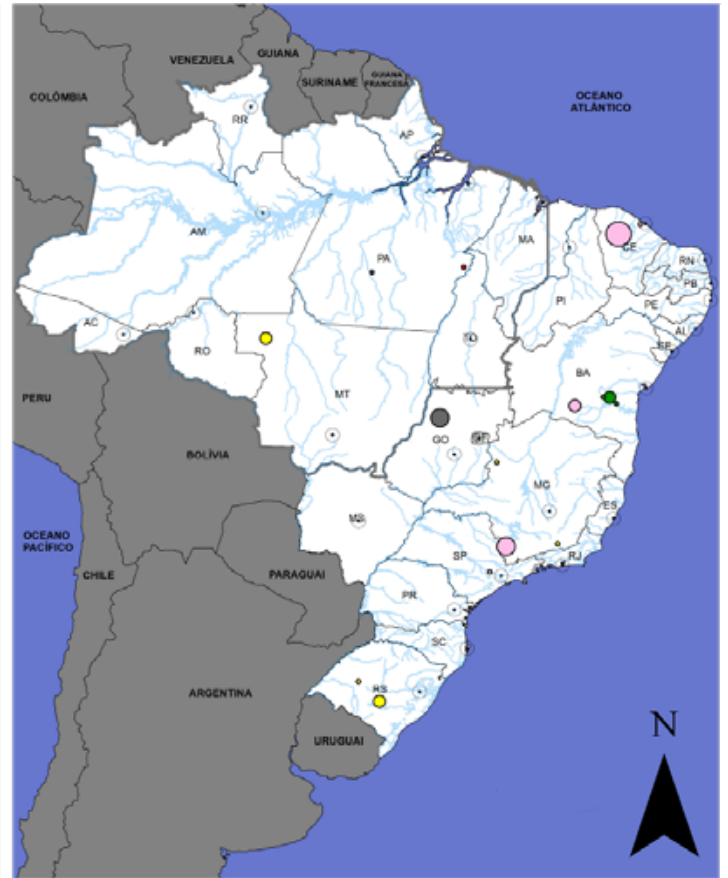 VENEZUELA
GUIANA
SURINAME
GUIANA
FRANCESA
COLÔMBIA
OCEANO
ATLÂNTICO
RR
AP
AM
PA
MA
CE
RN
PB
PI
PE
AC
AL
TO
SE
RO
BA
MT
PERU
GO
DF
BOLÍVIA
MG
ES
MS
OCEANO
PACÍFICO
SP
RJ
CHILE
PARAGUAI
PR
SC
ARGENTINA
RS
URUGUAI
N